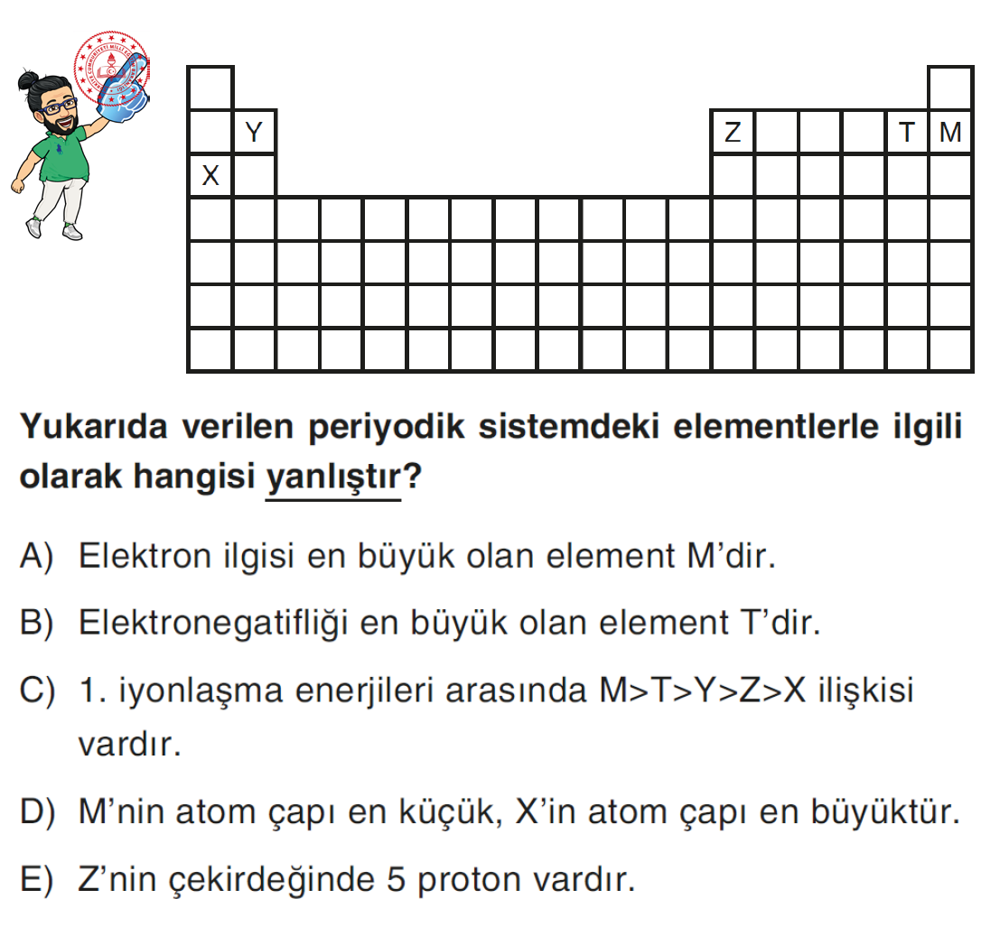 Y Z T M
X
Yukarıda verilen periyodik sistemdeki elementlerle ilgili
olarak hangisi yanlıştır?
A) Elektron ilgisi en büyük olan element M’dir.
B) Elektronegatifliği en büyük olan element T’dir.
C) 1. iyonlaşma enerjileri arasında M>T>Y>Z>X ilişkisi
vardır.
D) M’nin atom çapı en küçük, X’in atom çapı en büyüktür.
E) Z’nin çekirdeğinde 5 proton vardır.